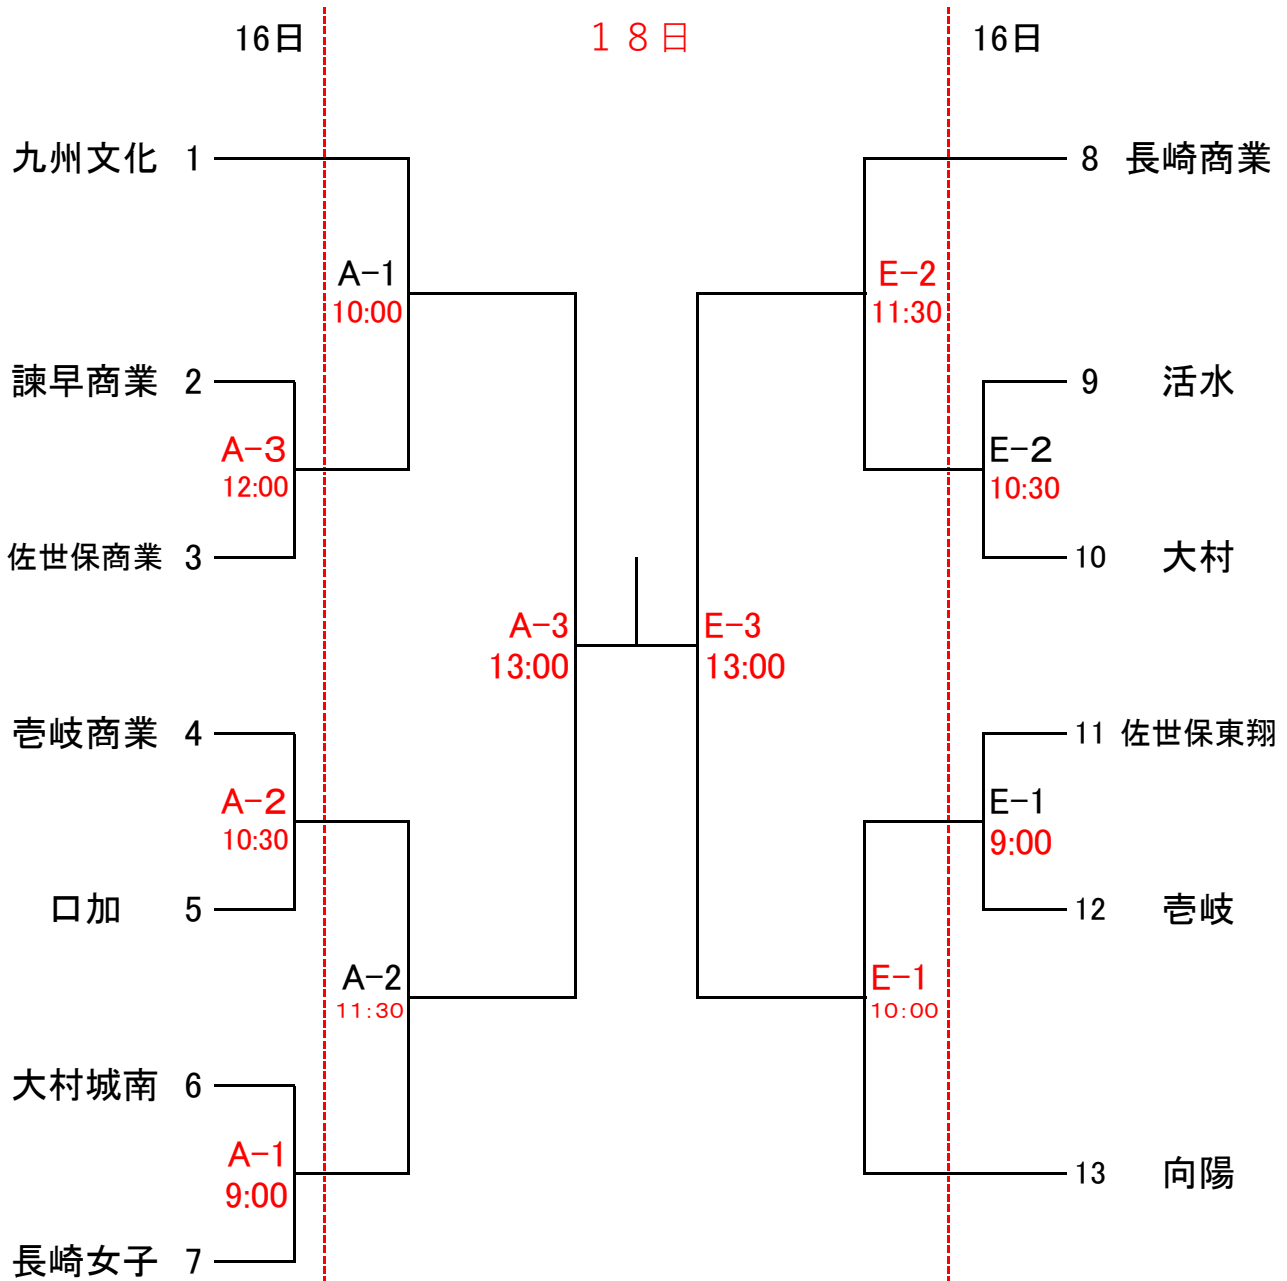 16日 １８日 16日
九州文化 1
8 長崎商業
A-1
10:00
E-2
11:30
諫早商業 2
9 活水
A-3
12:00
E-2
10:30
佐世保商業 3
10 大村
A-3
13:00
E-3
13:00
壱岐商業 4
11 佐世保東翔
A-2
10:30
E-1
9:00
口加 5
12 壱岐
A-2
11:30
E-1
10:00
大村城南 6
A-1
9:00
13 向陽
長崎女子 7